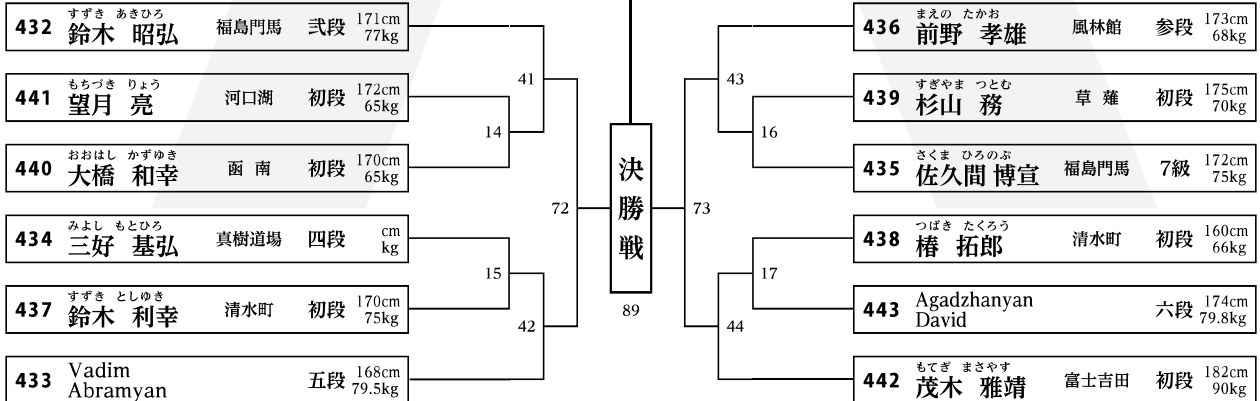 すずき あきひろ
432 鈴木 昭弘 福島門馬 弐段 171cm 77kg
もちづき りょう
441 望月 亮 河口湖 初段 172cm 65kg
おおはし かずゆき
440 大橋 和幸 函南 初段 170cm 65kg
みよし もとひろ
434 三好 基弘 真樹道場 四段 cm kg
すずき としゆき
437 鈴木 利幸 清水町 初段 170cm 75kg
433 Vadim Abramyan 五段 168cm 79.5kg
41
14
72
15
42
決勝戦
89
43
16
73
17
44
まえの たかお
436 前野 孝雄 風林館 参段 173cm 68kg
すぎやま つとむ
439 杉山 務 草薙 初段 175cm 70kg
さくま ひろのぶ
435 佐久間 博宣 福島門馬 7級 172cm 75kg
つばき たくろう
438 椿 拓郎 清水町 初段 160cm 66kg
443 Agadzhanyan David 六段 174cm 79.8kg
もてぎ まさやす
442 茂木 雅靖 富士吉田 初段 182cm 90kg